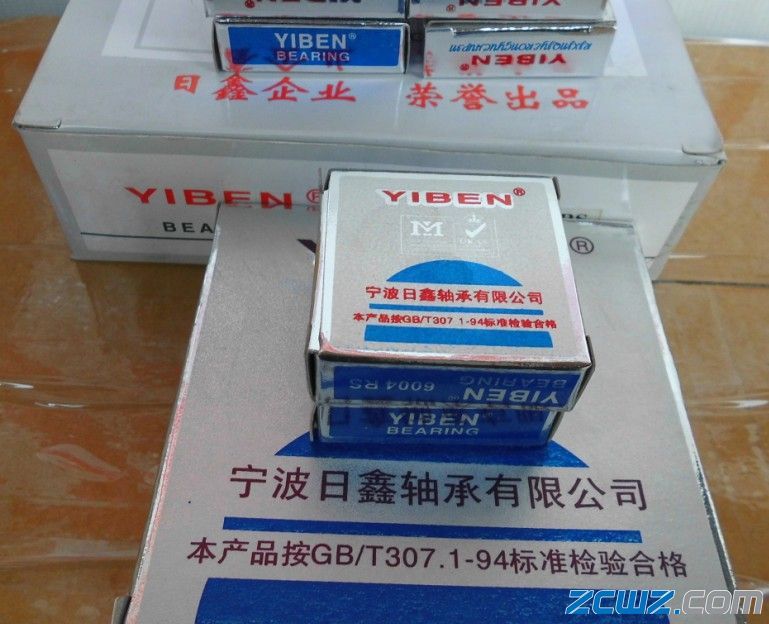 YIBEN®
BEARING
YIBEN®
日鑫企业 荣誉出品
YIBEN®
BEA
YIBEN®
宁波日鑫轴承有限公司
本产品按GB/T307.1-94标准检验合格
YIBEN®
BEARING
6004 RS
YIBEN®
BEARING
®
宁波日鑫轴承有限公司
本产品按GB/T307.1-94标准检验合格
zcwz.com